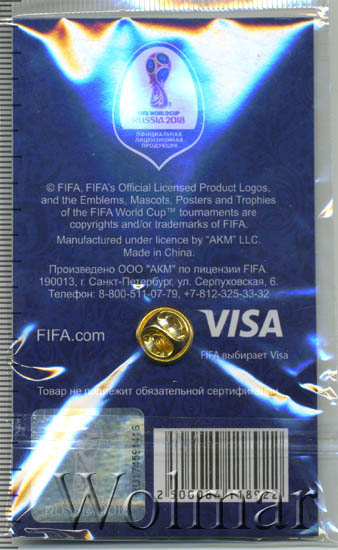 FIFA WORLD CUP
RUSSIA 2018
ОФИЦИАЛЬНАЯ
ЛИЦЕНЗИОННАЯ
ПРОДУКЦИЯ
© FIFA, FIFA's Official Licensed Product Logos,
and the Emblems, Mascots, Posters and Trophies
of the FIFA World Cup™ tournaments are
copyrights and/or trademarks of FIFA.
Manufactured under licence by "AKM" LLC.
Made in China.
Произведено ООО "АКМ" по лицензии FIFA.
190013, г. Санкт-Петербург, ул. Серпуховская, 6.
Телефон: 8-800-511-07-79, +7-812-325-33-32
FIFA.com
VISA
FIFA выбирает Visa
Товар не подлежит обязательной сертификации.
RUSSIA 2018
Wolmar